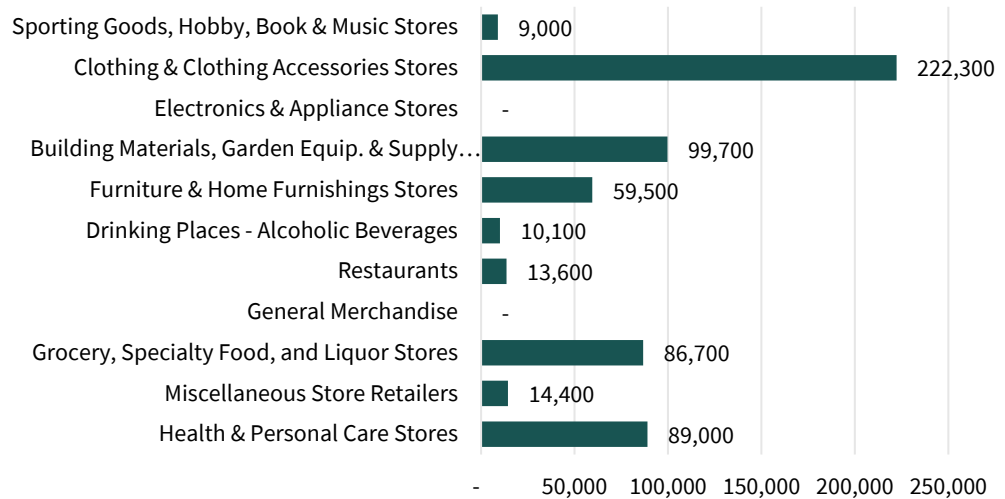 Sporting Goods, Hobby, Book & Music Stores 9,000
Clothing & Clothing Accessories Stores 222,300
Electronics & Appliance Stores -
Building Materials, Garden Equip. & Supply… 99,700
Furniture & Home Furnishings Stores 59,500
Drinking Places - Alcoholic Beverages 10,100
Restaurants 13,600
General Merchandise -
Grocery, Specialty Food, and Liquor Stores 86,700
Miscellaneous Store Retailers 14,400
Health & Personal Care Stores 89,000
- 50,000 100,000 150,000 200,000 250,000